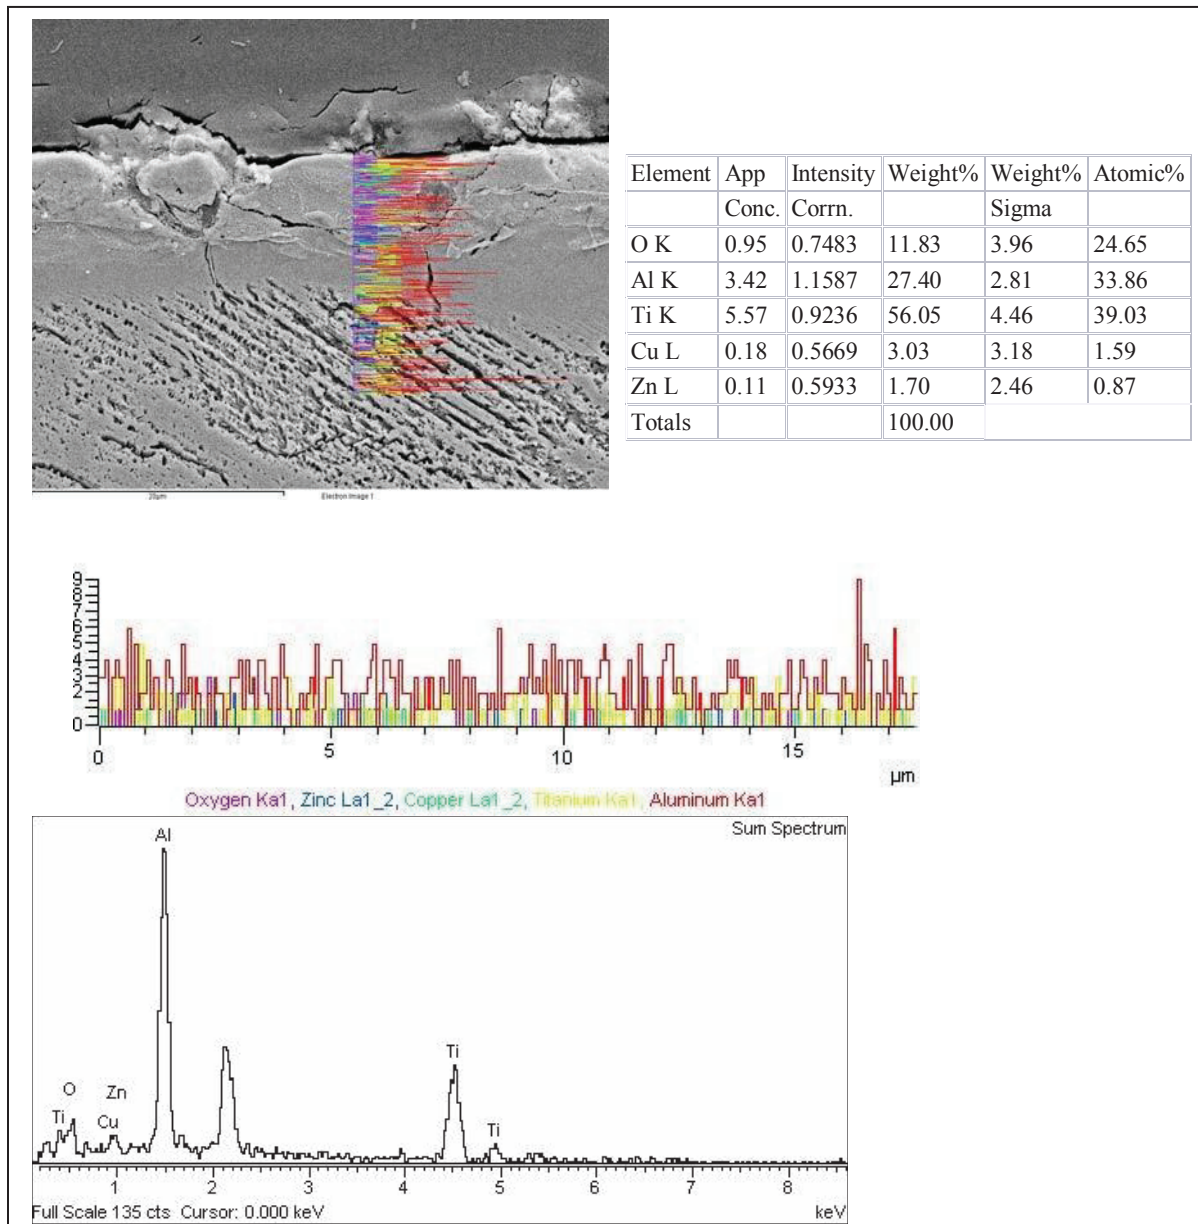 20µm
Electron Image 1
Element App Intensity Weight% Weight% Atomic%
Conc. Corrn. Sigma
O K 0.95 0.7483 11.83 3.96 24.65
Al K 3.42 1.1587 27.40 2.81 33.86
Ti K 5.57 0.9236 56.05 4.46 39.03
Cu L 0.18 0.5669 3.03 3.18 1.59
Zn L 0.11 0.5933 1.70 2.46 0.87
Totals 100.00
9
8
7
6
5
4
3
2
0
0 5 10 15
µm
Oxygen Ka1, Zinc La1_2, Copper La1_2, Titanium Ka1, Aluminum Ka1
Sum Spectrum
Al
O Zn Ti
Ti Cu Ti
1 2 3 4 5 6 7 8
Full Scale 135 cts Cursor: 0.000 keV keV